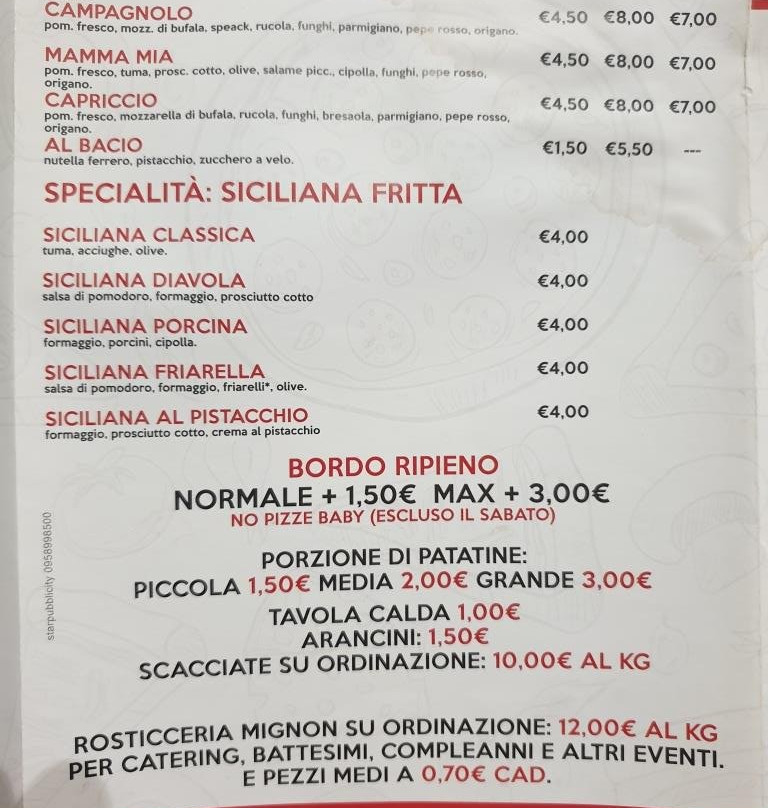 CAMPAGNOLO €4,50 €8,00 €7,00
pom. fresco, mozz. di bufala, speack, rucola, funghi, parmigiano, pepe rosso, origano.
MAMMA MIA €4,50 €8,00 €7,00
pom. fresco, tuma, prosc. cotto, olive, salame picc., cipolla, funghi, pepe rosso,
origano.
CAPRICCIO €4,50 €8,00 €7,00
pom. fresco, mozzarella di bufala, rucola, funghi, bresaola, parmigiano, pepe rosso,
origano.
AL BACIO €1,50 €5,50 ---
nutella ferrero, pistacchio, zucchero a velo.
SPECIALITÀ: SICILIANA FRITTA
SICILIANA CLASSICA €4,00
tuma, acciughe, olive.
SICILIANA DIAVOLA €4,00
salsa di pomodoro, formaggio, prosciutto cotto
SICILIANA PORCINA €4,00
formaggio, porcini, cipolla.
SICILIANA FRIARELLA €4,00
salsa di pomodoro, formaggio, friarelli*, olive.
SICILIANA AL PISTACCHIO €4,00
formaggio, prosciutto cotto, crema al pistacchio
BORDO RIPIENO
NORMALE + 1,50€ MAX + 3,00€
NO PIZZE BABY (ESCLUSO IL SABATO)
PORZIONE DI PATATINE:
PICCOLA 1,50€ MEDIA 2,00€ GRANDE 3,00€
TAVOLA CALDA 1,00€
ARANCINI: 1,50€
SCACCIATE SU ORDINAZIONE: 10,00€ AL KG
ROSTICCERIA MIGNON SU ORDINAZIONE: 12,00€ AL KG
PER CATERING, BATTESIMI, COMPLEANNI E ALTRI EVENTI.
E PEZZI MEDI A 0,70€ CAD.
starpubblicity 0958998500